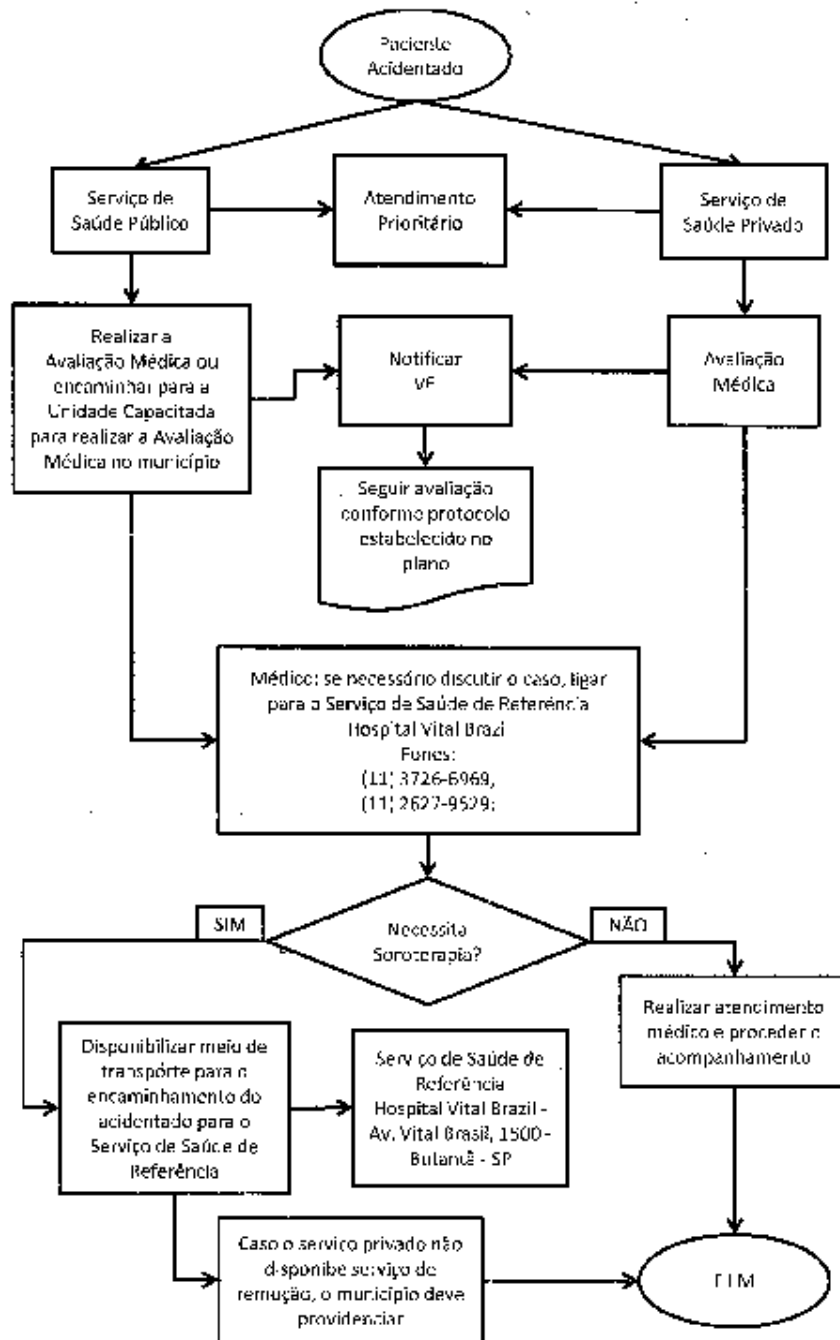 Paciente
Acidentado
Serviço de
Saúde Público
Atendimento
Prioritário
Serviço de
Saúde Privado
Realizar a
Avaliação Médica ou
encaminhar para a
Unidade Capacitada
para realizar a Avaliação
Médica no município
Notificar
VE
Avaliação
Médica
Seguir avaliação
conforme protocolo
estabelecido no
plano
Médico: se necessário discutir o caso, ligar
para o Serviço de Saúde de Referência
Hospital Vital Brazil
Fones:
(11) 3726-6969,
(11) 2627-9529;
SIM
Necessita
Soroterapia?
NÃO
Realizar atendimento
médico e proceder o
acompanhamento
Disponibilizar meio de
transporte para o
encaminhamento do
acidentado para o
Serviço de Saúde de
Referência
Serviço de Saúde de
Referência
Hospital Vital Brazil -
Av. Vital Brasil, 1500 -
Butantã - SP
Caso o serviço privado não
disponibe serviço de
remução, o município deve
providenciar
FIM